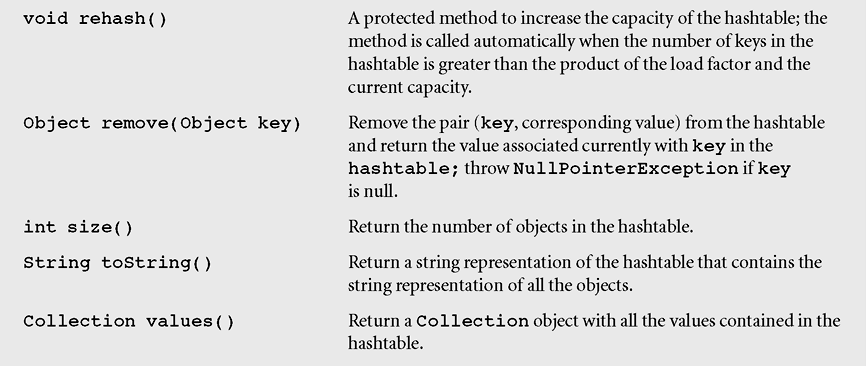 void rehash() A protected method to increase the capacity of the hashtable; the
method is called automatically when the number of keys in the
hashtable is greater than the product of the load factor and the
current capacity.
Object remove(Object key) Remove the pair (key, corresponding value) from the hashtable
and return the value associated currently with key in the
hashtable; throw NullPointerException if key
is null.
int size() Return the number of objects in the hashtable.
String toString() Return a string representation of the hashtable that contains the
string representation of all the objects.
Collection values() Return a Collection object with all the values contained in the
hashtable.